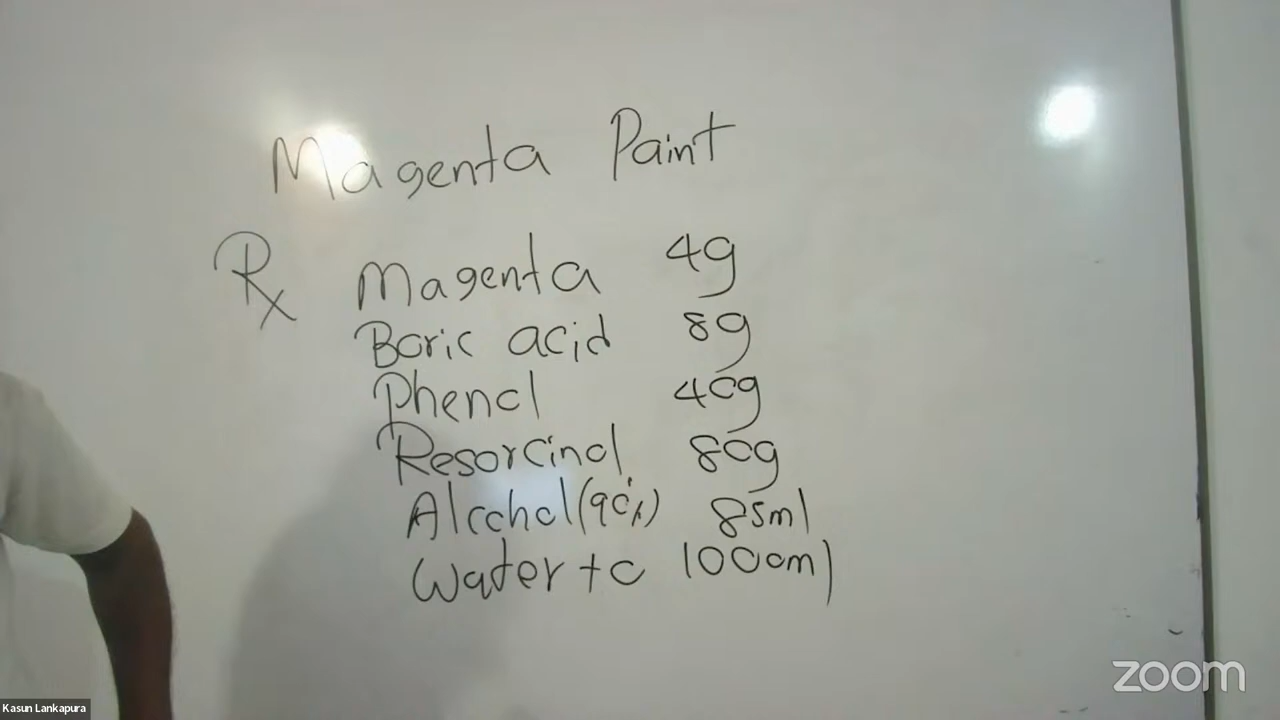 Magenta Paint
Rx Magenta 4g
Boric acid 8g
Phenol 40g
Resorcinol 80g
Alcohol (90%) 85ml
Water to 1000ml
zoom
Kasun Lankapura